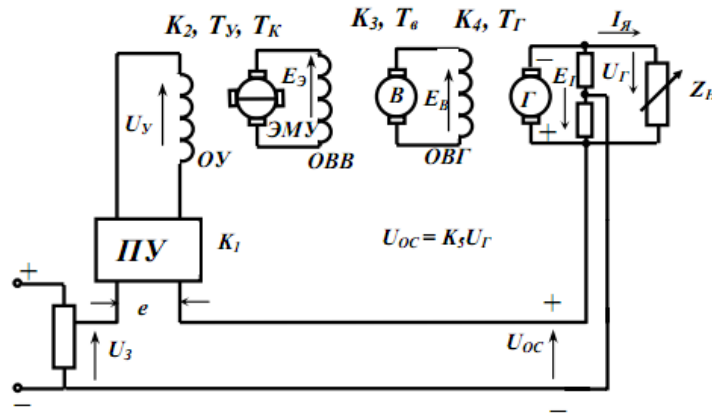 K₂, T_У, T_К
K₃, T_в
K₄, T_Г
I_Я
U_У
E_Э
ЭМУ
ОУ
ОВВ
В
E_В
ОВГ
−
Г
+
E_Г
U_Г
Z_Н
ПУ
K₁
U_ОС = K₅U_Г
+
e
U_З
−
+
U_ОС
−